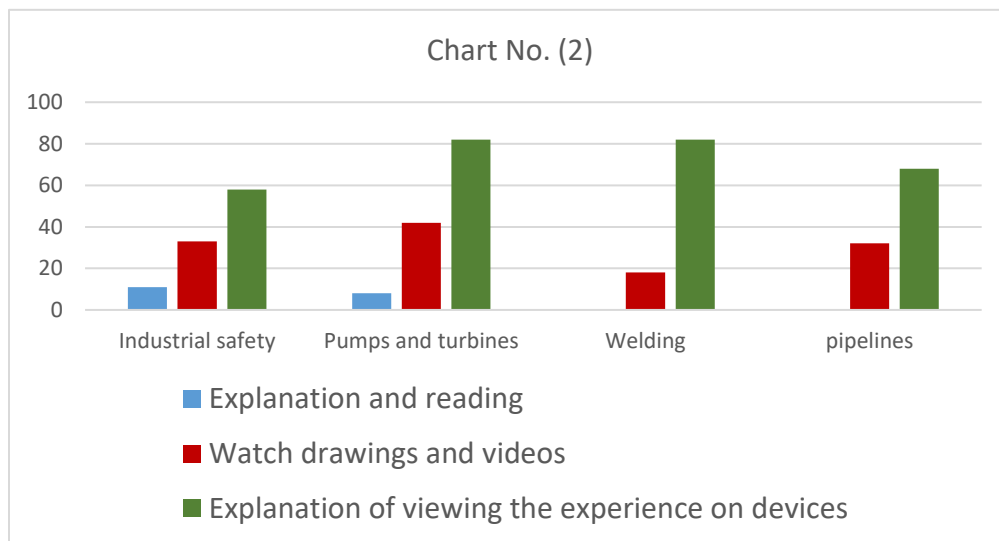 Chart No. (2)
100
80
60
40
20
0
Industrial safety Pumps and turbines Welding pipelines
Explanation and reading
Watch drawings and videos
Explanation of viewing the experience on devices